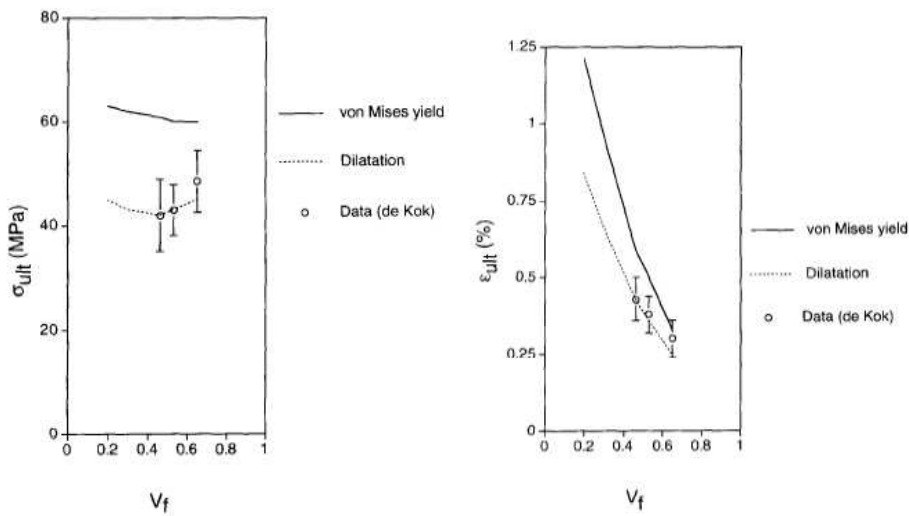 80
60
40
20
0
0
0.2
0.4
0.6
0.8
1
σult (MPa)
Vf
von Mises yield
Dilatation
Data (de Kok)
1.25
1
0.75
0.5
0.25
0
0
0.2
0.4
0.6
0.8
1
εult (%)
Vf
von Mises yield
Dilatation
Data (de Kok)